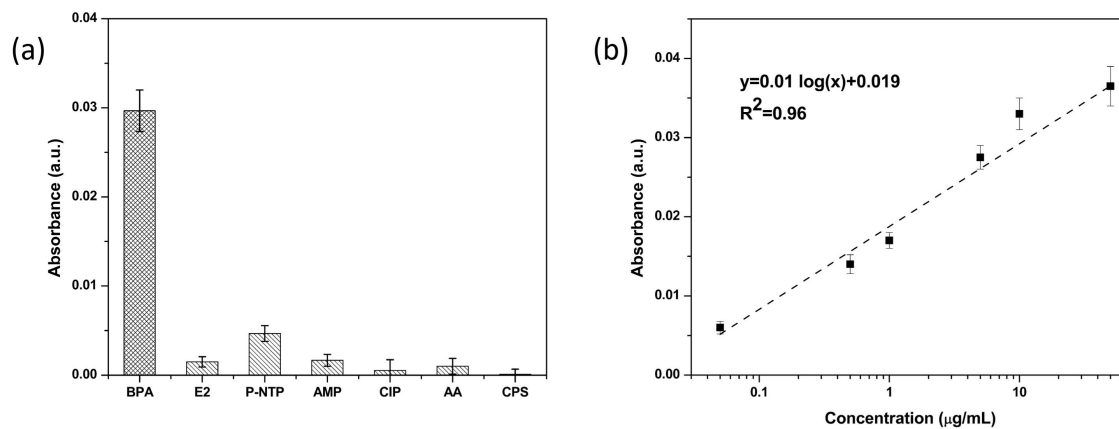 (a)
Absorbance (a.u.)
0.04
0.03
0.02
0.01
0.00
BPA E2 P-NTP AMP CIP AA CPS
(b)
Absorbance (a.u.)
y=0.01 log(x)+0.019
R²=0.96
0.04
0.03
0.02
0.01
0.00
0.1 1 10
Concentration (µg/mL)